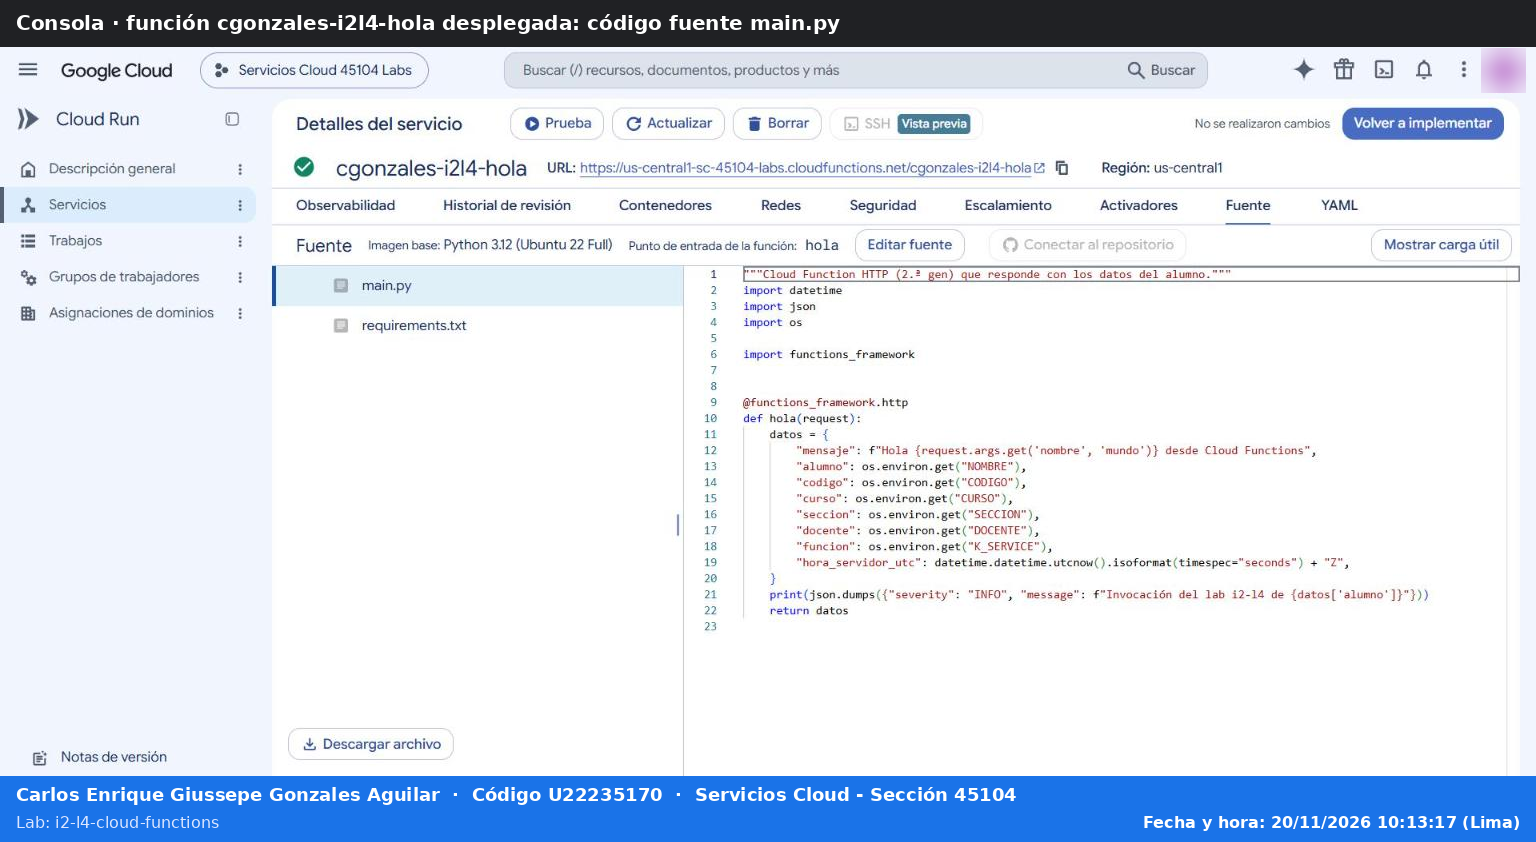 Consola · función cgonzales-i2l4-hola desplegada: código fuente main.py
Google Cloud
Servicios Cloud 45104 Labs
Buscar (/) recursos, documentos, productos y más
Buscar
Cloud Run
Detalles del servicio
Prueba
Actualizar
Borrar
SSH
Vista previa
No se realizaron cambios
Volver a implementar
Descripción general
Servicios
Trabajos
Grupos de trabajadores
Asignaciones de dominios
cgonzales-i2l4-hola
URL: https://us-central1-sc-45104-labs.cloudfunctions.net/cgonzales-i2l4-hola
Región: us-central1
Observabilidad
Historial de revisión
Contenedores
Redes
Seguridad
Escalamiento
Activadores
Fuente
YAML
Fuente
Imagen base: Python 3.12 (Ubuntu 22 Full)
Punto de entrada de la función: hola
Editar fuente
Conectar al repositorio
Mostrar carga útil
main.py
requirements.txt
1 """Cloud Function HTTP (2.ª gen) que responde con los datos del alumno."""
2 import datetime
3 import json
4 import os
5
6 import functions_framework
7
8
9 @functions_framework.http
10 def hola(request):
11     datos = {
12         "mensaje": f"Hola {request.args.get('nombre', 'mundo')} desde Cloud Functions",
13         "alumno": os.environ.get("NOMBRE"),
14         "codigo": os.environ.get("CODIGO"),
15         "curso": os.environ.get("CURSO"),
16         "seccion": os.environ.get("SECCION"),
17         "docente": os.environ.get("DOCENTE"),
18         "funcion": os.environ.get("K_SERVICE"),
19         "hora_servidor_utc": datetime.datetime.utcnow().isoformat(timespec="seconds") + "Z",
20     }
21     print(json.dumps({"severity": "INFO", "message": f"Invocación del lab i2-l4 de {datos['alumno']}"}))
22     return datos
23
Descargar archivo
Notas de versión
Carlos Enrique Giussepe Gonzales Aguilar · Código U22235170 · Servicios Cloud - Sección 45104
Lab: i2-l4-cloud-functions
Fecha y hora: 20/11/2026 10:13:17 (Lima)